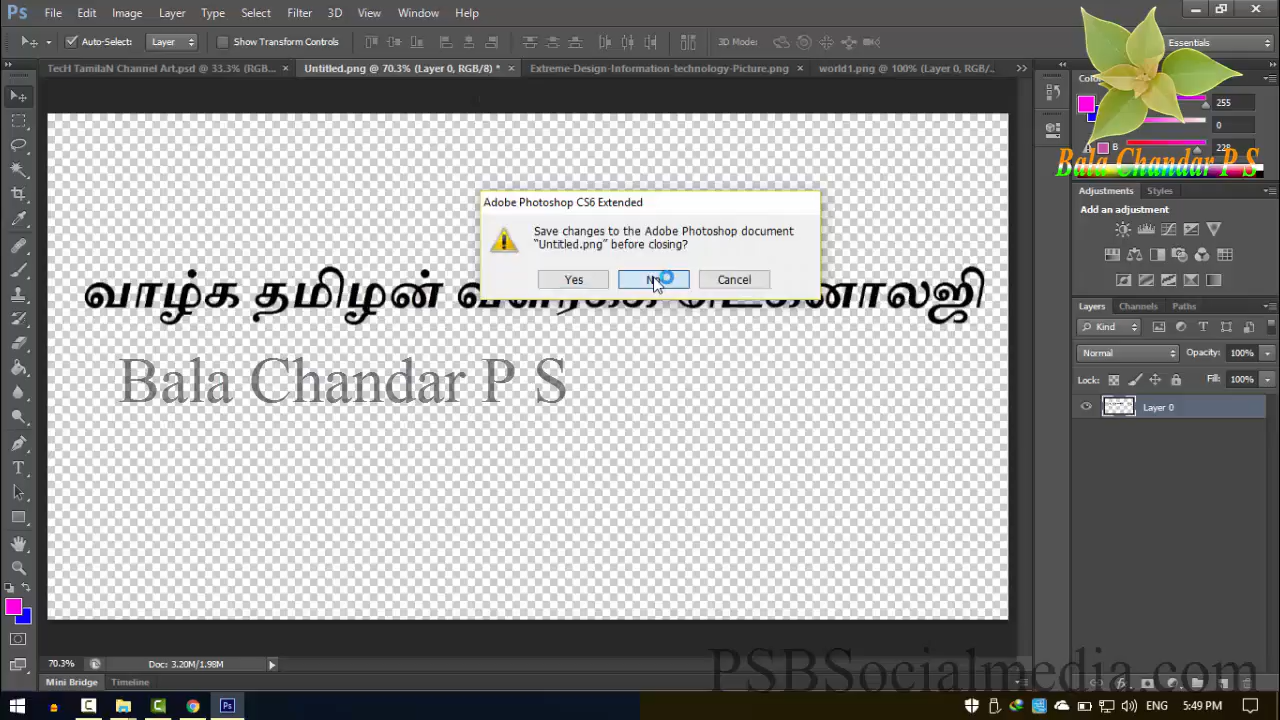 Ps File Edit Image Layer Type Select Filter 3D View Window Help
Auto-Select: Layer Show Transform Controls 3D Mode: Essentials
TecH TamilaN Channel Art.psd @ 33.3% (RGB... × Untitled.png @ 70.3% (Layer 0, RGB/8) * × Extreme-Design-Information-technology-Picture.png × world1.png @ 100% (Layer 0, RGB/.. »
255
0
B 228
Bala Chandar P S
Adjustments Styles
Add an adjustment
Adobe Photoshop CS6 Extended
Save changes to the Adobe Photoshop document
“Untitled.png” before closing?
Yes Cancel
வாழ்க தமிழன்
Bala Chandar P S
Layers Channels Paths
Kind
Normal Opacity: 100%
Lock: Fill: 100%
Layer 0
70.3% Doc: 3.20M/1.98M
PSBSocialmedia.com
Mini Bridge Timeline
ENG 5:49 PM